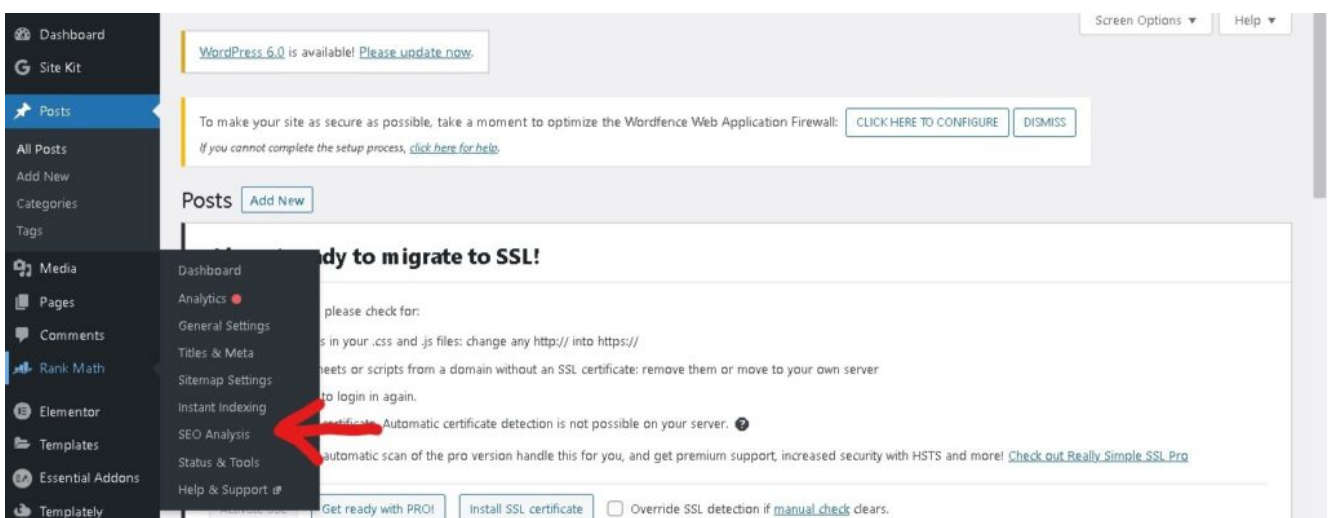 Dashboard
Site Kit
Posts
All Posts
Add New
Categories
Tags
Media
Pages
Comments
Rank Math
Elementor
Templates
Essential Addons
Templately
Dashboard
Analytics
General Settings
Titles & Meta
Sitemap Settings
Instant Indexing
SEO Analysis
Status & Tools
Help & Support
Screen Options ▼
Help ▼
WordPress 6.0 is available! Please update now.
To make your site as secure as possible, take a moment to optimize the Wordfence Web Application Firewall: CLICK HERE TO CONFIGURE DISMISS
If you cannot complete the setup process, click here for help.
Posts Add New
dy to migrate to SSL!
please check for:
s in your .css and .js files: change any http:// into https://
eets or scripts from a domain without an SSL certificate: remove them or move to your own server
to login in again.
certificate. Automatic certificate detection is not possible on your server.
automatic scan of the pro version handle this for you, and get premium support, increased security with HSTS and more! Check out Really Simple SSL Pro
Get ready with PRO! Install SSL certificate Override SSL detection if manual check clears.